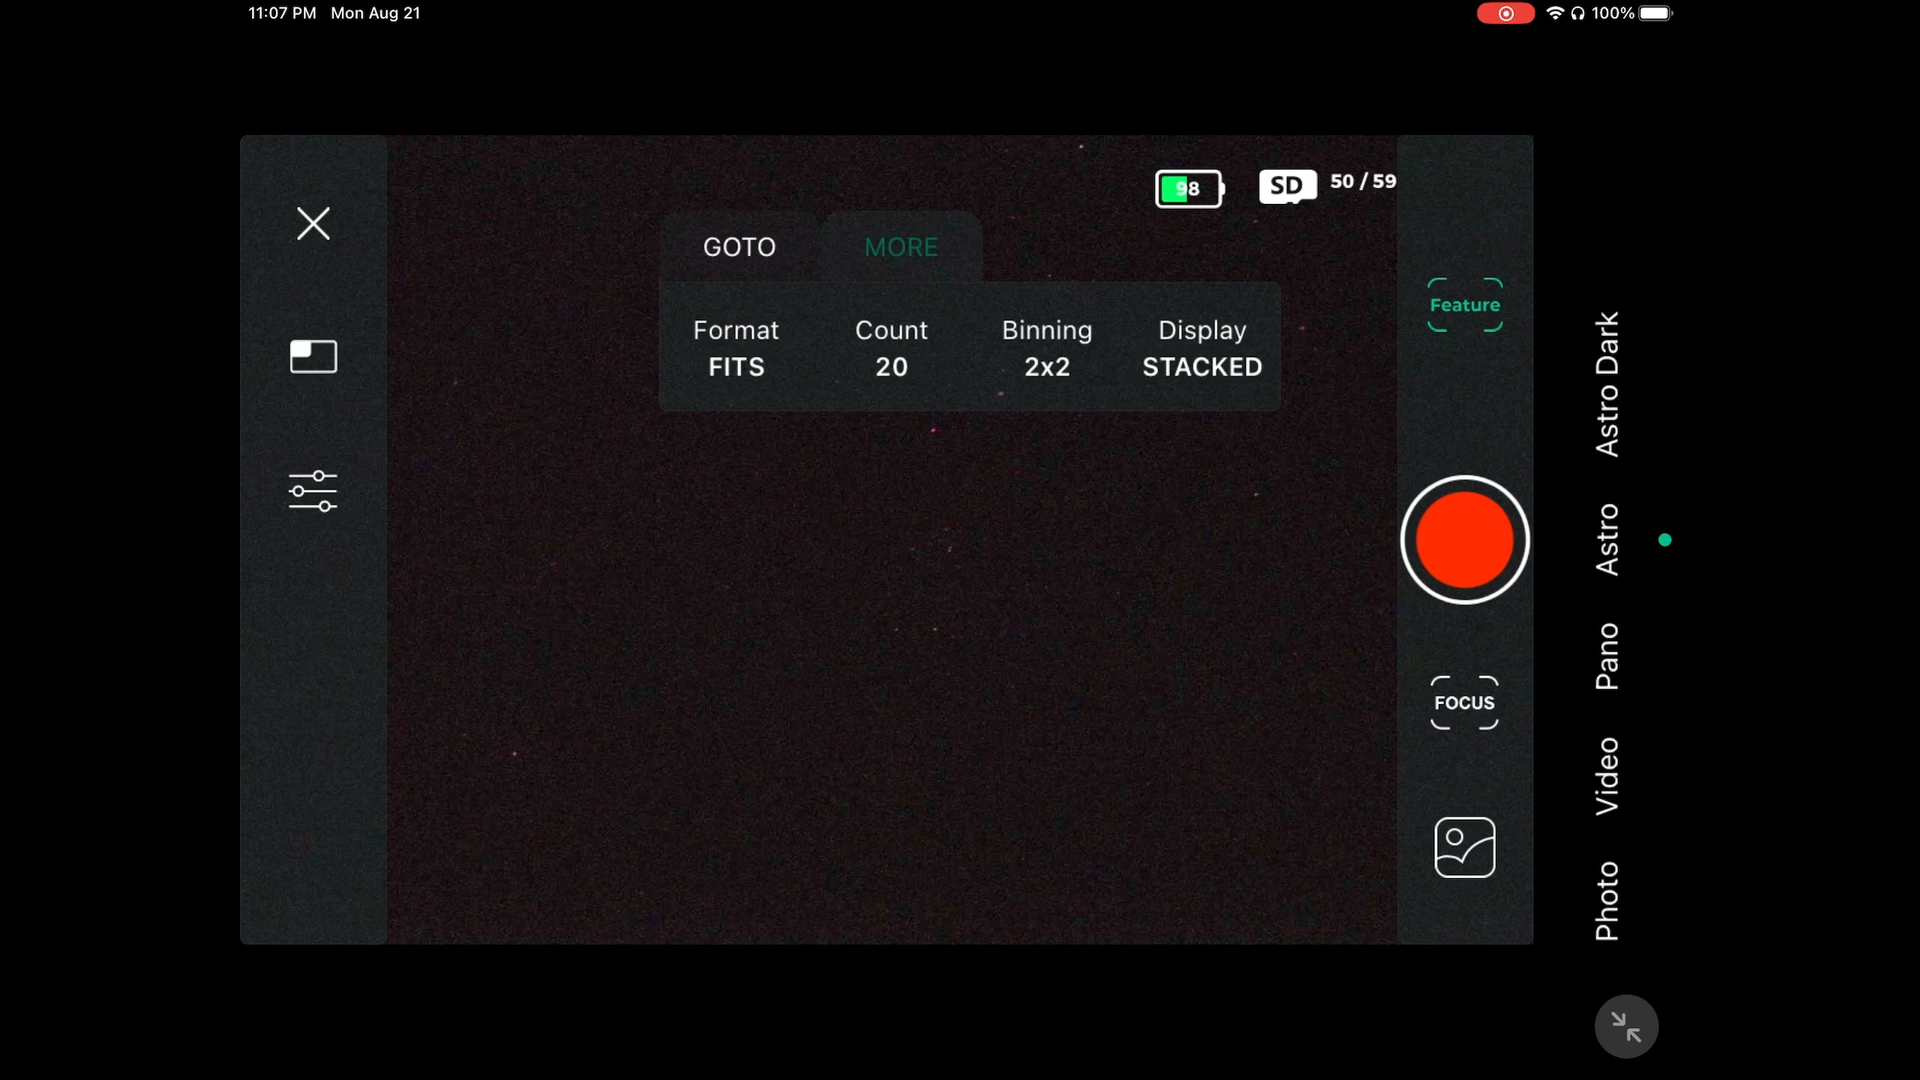 11:07 PM Mon Aug 21
100%
98
SD
50 / 59
GOTO
MORE
Format
Count
Binning
Display
FITS
20
2x2
STACKED
Feature
FOCUS
Astro Dark
Astro
Pano
Video
Photo